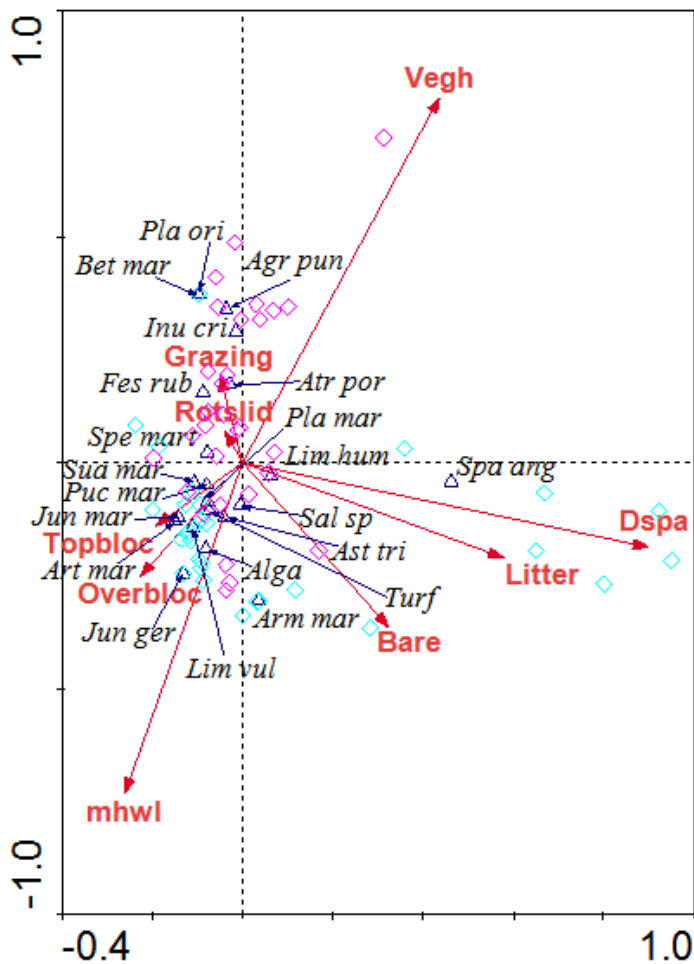 1.0
Vegh
Pla ori
Bet mar
Agr pun
Inu cri
Grazing
Fes rub
Atr por
Rotslid
Pla mar
Spe mart
Lim hum
Sua mar
Spa ang
Puc mar
Jun mar
Sal sp
Dspa
Topbloc
Ast tri
Art mar
Alga
Litter
Overbloc
Turf
Arm mar
Bare
Jun ger
Lim vul
mhwl
-1.0
-0.4
1.0